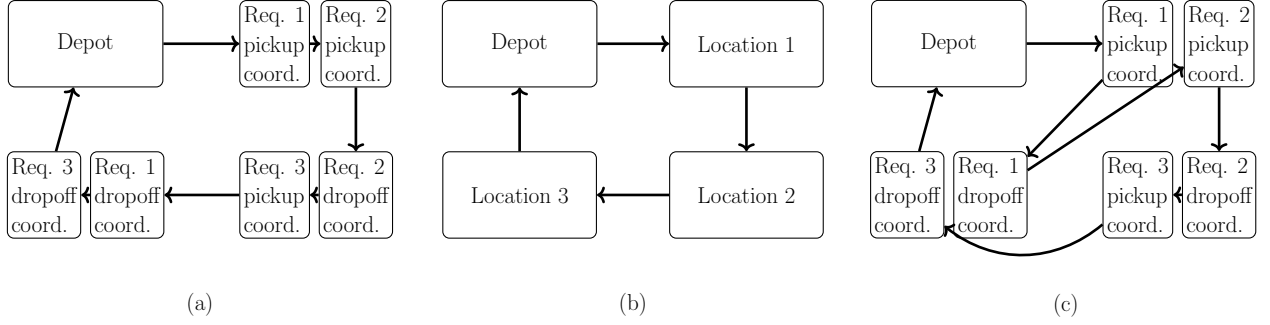 Depot
Req. 1
pickup
coord.
Req. 2
pickup
coord.
Req. 3
dropoff
coord.
Req. 1
dropoff
coord.
Req. 3
pickup
coord.
Req. 2
dropoff
coord.
(a)
Depot
Location 1
Location 3
Location 2
(b)
Depot
Req. 1
pickup
coord.
Req. 2
pickup
coord.
Req. 3
dropoff
coord.
Req. 1
dropoff
coord.
Req. 3
pickup
coord.
Req. 2
dropoff
coord.
(c)